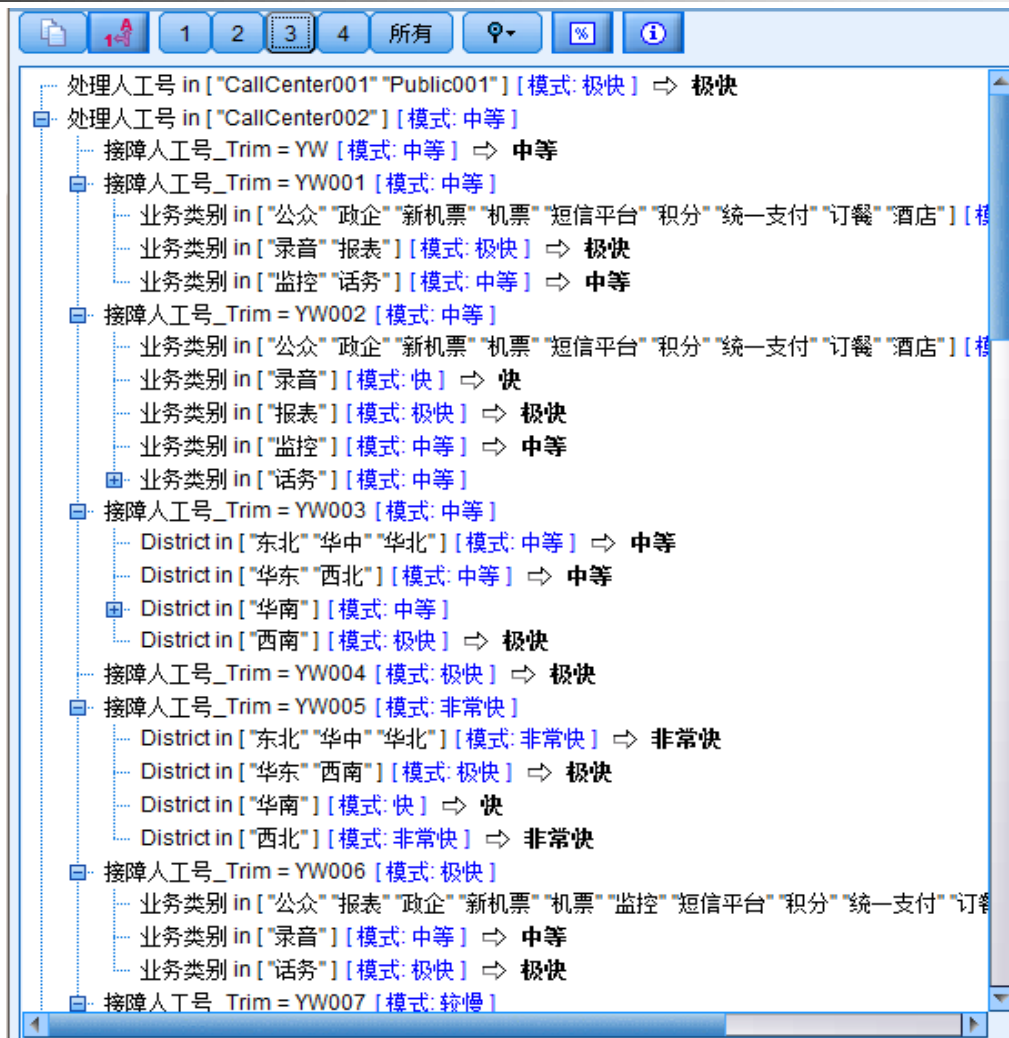 1 2 3 4 所有 %
处理人工号 in [ "CallCenter001" "Public001" ] [ 模式: 极快 ] ⇨ 极快
处理人工号 in [ "CallCenter002" ] [ 模式: 中等 ]
接障人工号_Trim = YW [ 模式: 中等 ] ⇨ 中等
接障人工号_Trim = YW001 [ 模式: 中等 ]
业务类别 in [ "公众" "政企" "新机票" "机票" "短信平台" "积分" "统一支付" "订餐" "酒店" ] [
业务类别 in [ "录音" "报表" ] [ 模式: 极快 ] ⇨ 极快
业务类别 in [ "监控" "话务" ] [ 模式: 中等 ] ⇨ 中等
接障人工号_Trim = YW002 [ 模式: 中等 ]
业务类别 in [ "公众" "政企" "新机票" "机票" "短信平台" "积分" "统一支付" "订餐" "酒店" ] [
业务类别 in [ "录音" ] [ 模式: 快 ] ⇨ 快
业务类别 in [ "报表" ] [ 模式: 极快 ] ⇨ 极快
业务类别 in [ "监控" ] [ 模式: 中等 ] ⇨ 中等
业务类别 in [ "话务" ] [ 模式: 中等 ]
接障人工号_Trim = YW003 [ 模式: 中等 ]
District in [ "东北" "华中" "华北" ] [ 模式: 中等 ] ⇨ 中等
District in [ "华东" "西北" ] [ 模式: 中等 ] ⇨ 中等
District in [ "华南" ] [ 模式: 中等 ]
District in [ "西南" ] [ 模式: 极快 ] ⇨ 极快
接障人工号_Trim = YW004 [ 模式: 极快 ] ⇨ 极快
接障人工号_Trim = YW005 [ 模式: 非常快 ]
District in [ "东北" "华中" "华北" ] [ 模式: 非常快 ] ⇨ 非常快
District in [ "华东" "西南" ] [ 模式: 极快 ] ⇨ 极快
District in [ "华南" ] [ 模式: 快 ] ⇨ 快
District in [ "西北" ] [ 模式: 非常快 ] ⇨ 非常快
接障人工号_Trim = YW006 [ 模式: 极快 ]
业务类别 in [ "公众" "报表" "政企" "新机票" "机票" "监控" "短信平台" "积分" "统一支付" "订
业务类别 in [ "录音" ] [ 模式: 中等 ] ⇨ 中等
业务类别 in [ "话务" ] [ 模式: 极快 ] ⇨ 极快
接障人工号_Trim = YW007 [ 模式: 较慢 ]